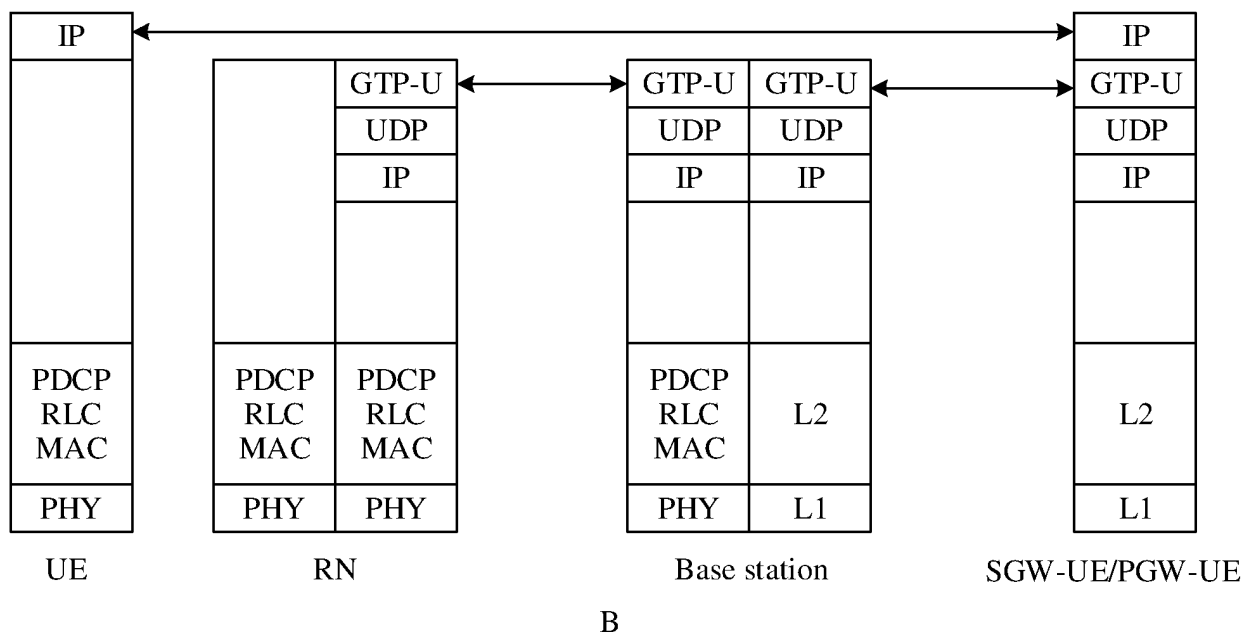 IP
IP
GTP-U
GTP-U
GTP-U
GTP-U
UDP
UDP
UDP
UDP
IP
IP
IP
IP
PDCP
RLC
MAC
PDCP
RLC
MAC
PDCP
RLC
MAC
PDCP
RLC
MAC
L2
L2
PHY
PHY
PHY
PHY
L1
L1
UE
RN
Base station
SGW-UE/PGW-UE
B